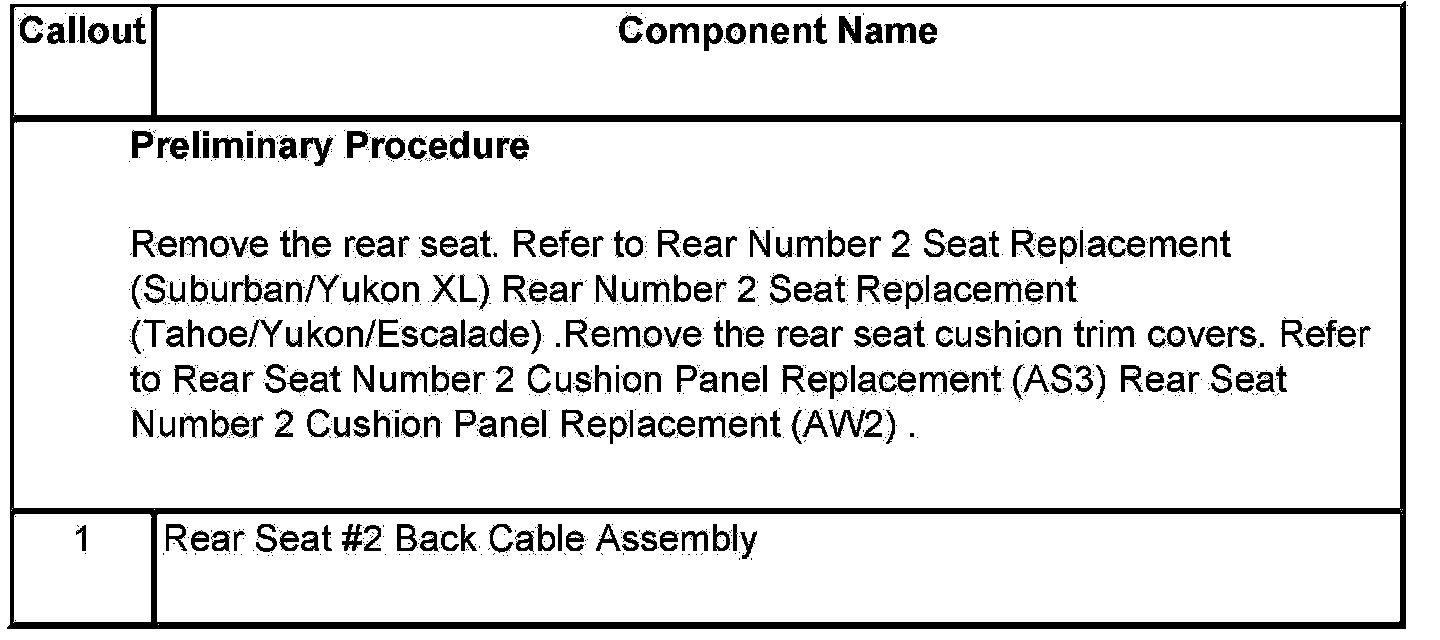 Callout Component Name
Preliminary Procedure
Remove the rear seat. Refer to Rear Number 2 Seat Replacement
(Suburban/Yukon XL) Rear Number 2 Seat Replacement
(Tahoe/Yukon/Escalade) .Remove the rear seat cushion trim covers. Refer
to Rear Seat Number 2 Cushion Panel Replacement (AS3) Rear Seat
Number 2 Cushion Panel Replacement (AW2) .
1 Rear Seat #2 Back Cable Assembly